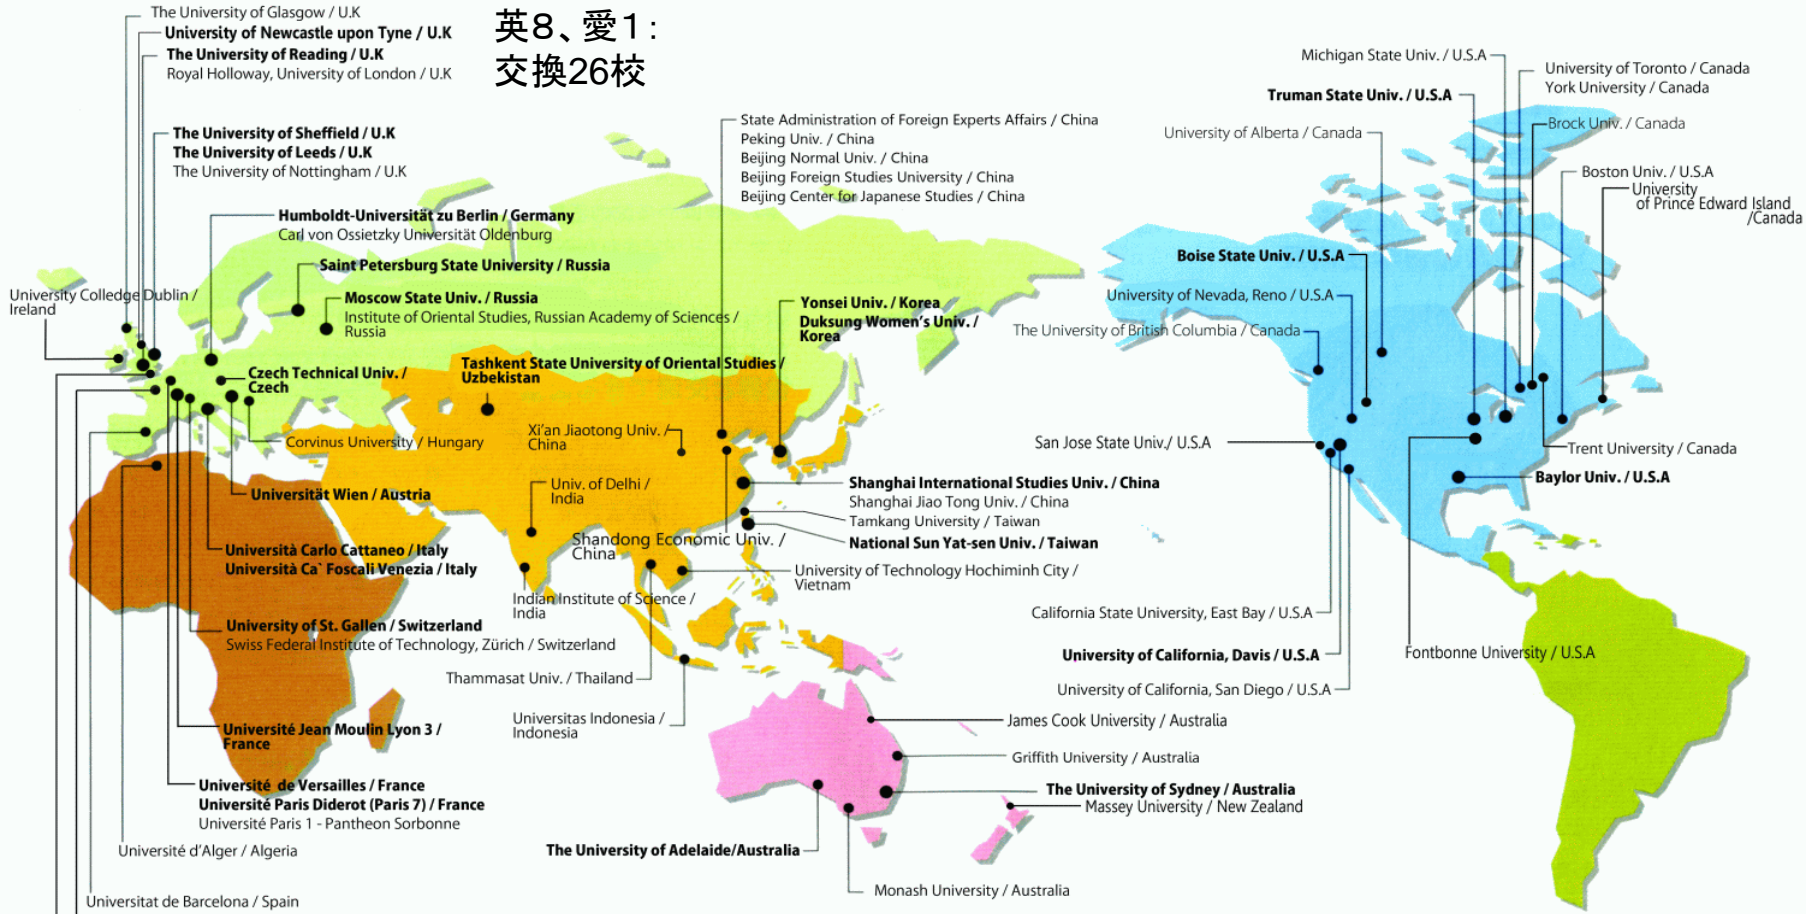 The University of Glasgow / U.K
University of Newcastle upon Tyne / U.K
The University of Reading / U.K
Royal Holloway, University of London / U.K
英8、愛1:
交換26校
The University of Sheffield / U.K
The University of Leeds / U.K
The University of Nottingham / U.K
Humboldt-Universität zu Berlin / Germany
Carl von Ossietzky Universität Oldenburg
Saint Petersburg State University / Russia
Moscow State Univ. / Russia
Institute of Oriental Studies, Russian Academy of Sciences /
Russia
University Colledge Dublin /
Ireland
Czech Technical Univ. /
Czech
Tashkent State University of Oriental Studies /
Uzbekistan
Corvinus University / Hungary
Universität Wien / Austria
Università Carlo Cattaneo / Italy
Università Ca` Foscali Venezia / Italy
University of St. Gallen / Switzerland
Swiss Federal Institute of Technology, Zürich / Switzerland
Université Jean Moulin Lyon 3 /
France
Université de Versailles / France
Université Paris Diderot (Paris 7) / France
Université Paris 1 - Pantheon Sorbonne
Université d'Alger / Algeria
Universitat de Barcelona / Spain
State Administration of Foreign Experts Affairs / China
Peking Univ. / China
Beijing Normal Univ. / China
Beijing Foreign Studies University / China
Beijing Center for Japanese Studies / China
Yonsei Univ. / Korea
Duksung Women's Univ. /
Korea
Xi'an Jiaotong Univ. /
China
Univ. of Delhi /
India
Shandong Economic Univ. /
China
Indian Institute of Science /
India
Thammasat Univ. / Thailand
Universitas Indonesia /
Indonesia
Shanghai International Studies Univ. / China
Shanghai Jiao Tong Univ. / China
Tamkang University / Taiwan
National Sun Yat-sen Univ. / Taiwan
University of Technology Hochiminh City /
Vietnam
James Cook University / Australia
Griffith University / Australia
The University of Sydney / Australia
Massey University / New Zealand
The University of Adelaide/Australia
Monash University / Australia
Michigan State Univ. / U.S.A
Truman State Univ. / U.S.A
University of Alberta / Canada
University of Toronto / Canada
York University / Canada
Brock Univ. / Canada
Boston Univ. / U.S.A
University
of Prince Edward Island
/Canada
Boise State Univ. / U.S.A
University of Nevada, Reno / U.S.A
The University of British Columbia / Canada
San Jose State Univ./ U.S.A
Trent University / Canada
Baylor Univ. / U.S.A
California State University, East Bay / U.S.A
University of California, Davis / U.S.A
University of California, San Diego / U.S.A
Fontbonne University / U.S.A